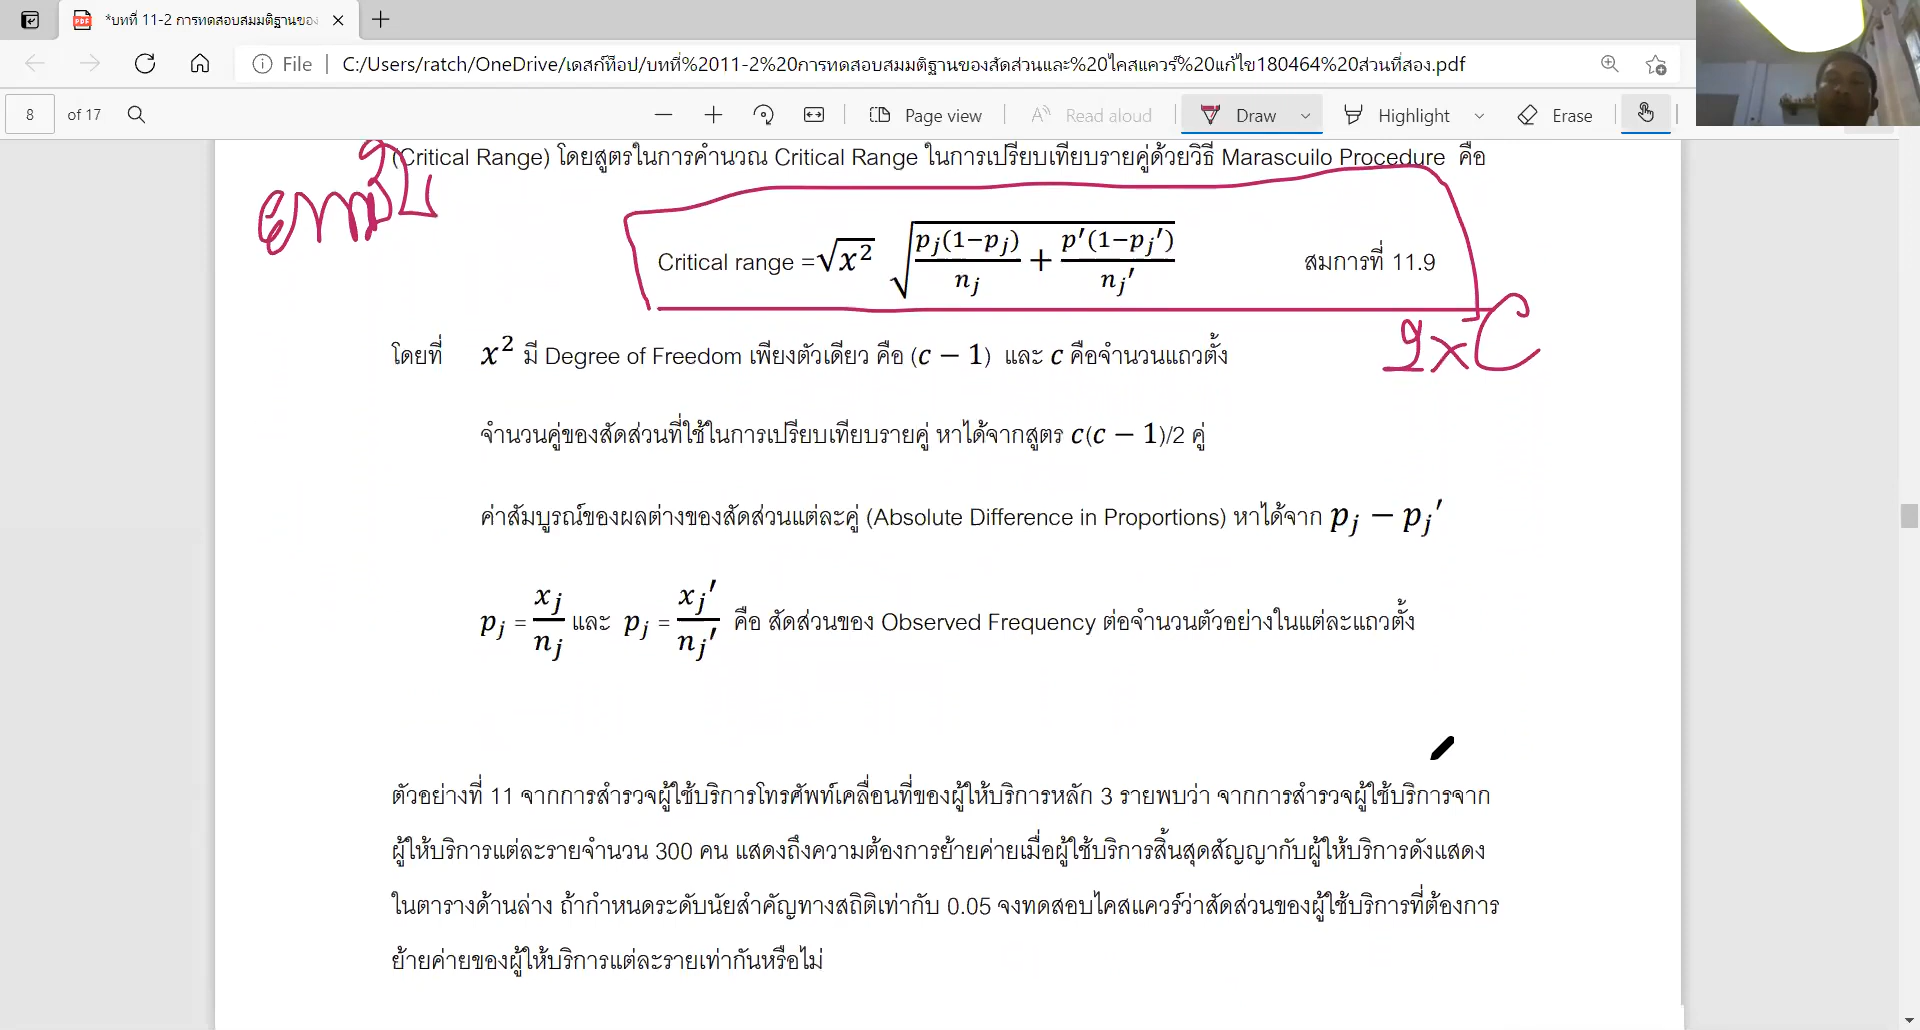 *บทที่ 11-2 การทดสอบสมมติฐานของ
File
C:/Users/ratch/OneDrive/เดสก์ท็อป/บทที่%2011-2%20การทดสอบสมมติฐานของสัดส่วนและ%20ไคสแควร์%20แก้ไข180464%20ส่วนที่สอง.pdf
8 of 17 Page view Read aloud Draw Highlight Erase
(Critical Range) โดยสูตรในการคำนวณ Critical Range ในการเปรียบเทียบรายคู่ด้วยวิธี Marascuilo Procedure คือ
Critical range =√x² √(pj(1−pj)/nj + p′(1−pj′)/nj′) สมการที่ 11.9
2×C
โดยที่ x² มี Degree of Freedom เพียงตัวเดียว คือ (c − 1) และ c คือจำนวนแถวตั้ง
จำนวนคู่ของสัดส่วนที่ใช้ในการเปรียบเทียบรายคู่ หาได้จากสูตร c(c − 1)/2 คู่
ค่าสัมบูรณ์ของผลต่างของสัดส่วนแต่ละคู่ (Absolute Difference in Proportions) หาได้จาก pj − pj′
pj = xj/nj และ pj = xj′/nj′ คือ สัดส่วนของ Observed Frequency ต่อจำนวนตัวอย่างในแต่ละแถวตั้ง
ตัวอย่างที่ 11 จากการสำรวจผู้ใช้บริการโทรศัพท์เคลื่อนที่ของผู้ให้บริการหลัก 3 รายพบว่า จากการสำรวจผู้ใช้บริการจาก
ผู้ให้บริการแต่ละรายจำนวน 300 คน แสดงถึงความต้องการย้ายค่ายเมื่อผู้ใช้บริการสิ้นสุดสัญญากับผู้ให้บริการดังแสดง
ในตารางด้านล่าง ถ้ากำหนดระดับนัยสำคัญทางสถิติเท่ากับ 0.05 จงทดสอบไคสแควร์ว่าสัดส่วนของผู้ใช้บริการที่ต้องการ
ย้ายค่ายของผู้ให้บริการแต่ละรายเท่ากันหรือไม่